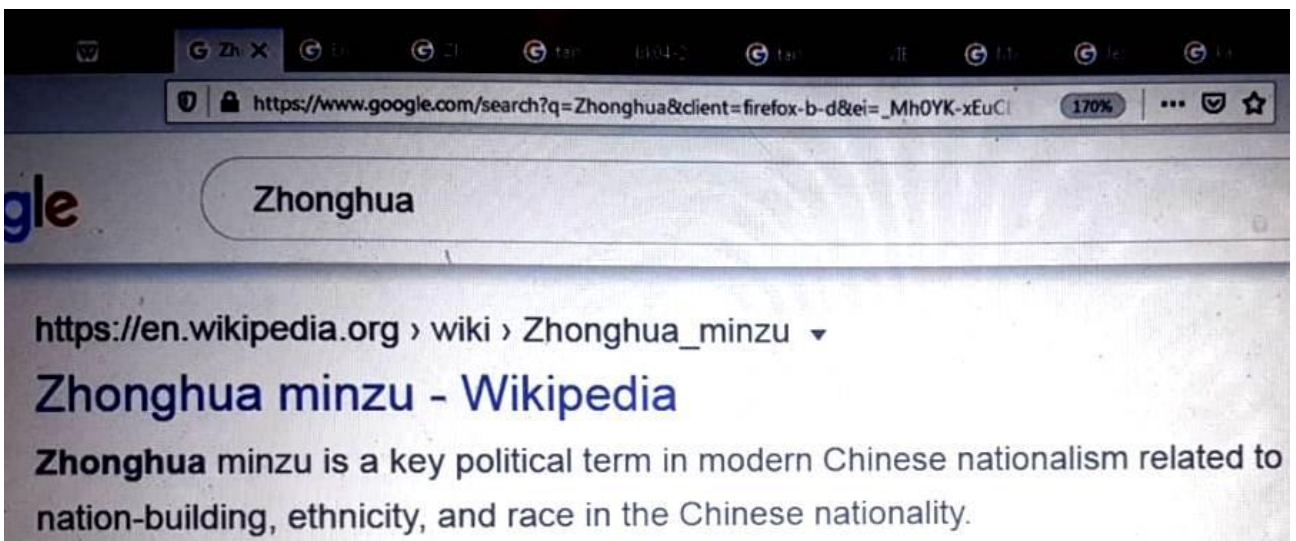 Zh
https://www.google.com/search?q=Zhonghua&client=firefox-b-d&ei=_Mh0YK-xEuC
170%
gle
Zhonghua
https://en.wikipedia.org › wiki › Zhonghua_minzu
Zhonghua minzu - Wikipedia
Zhonghua minzu is a key political term in modern Chinese nationalism related to
nation-building, ethnicity, and race in the Chinese nationality.